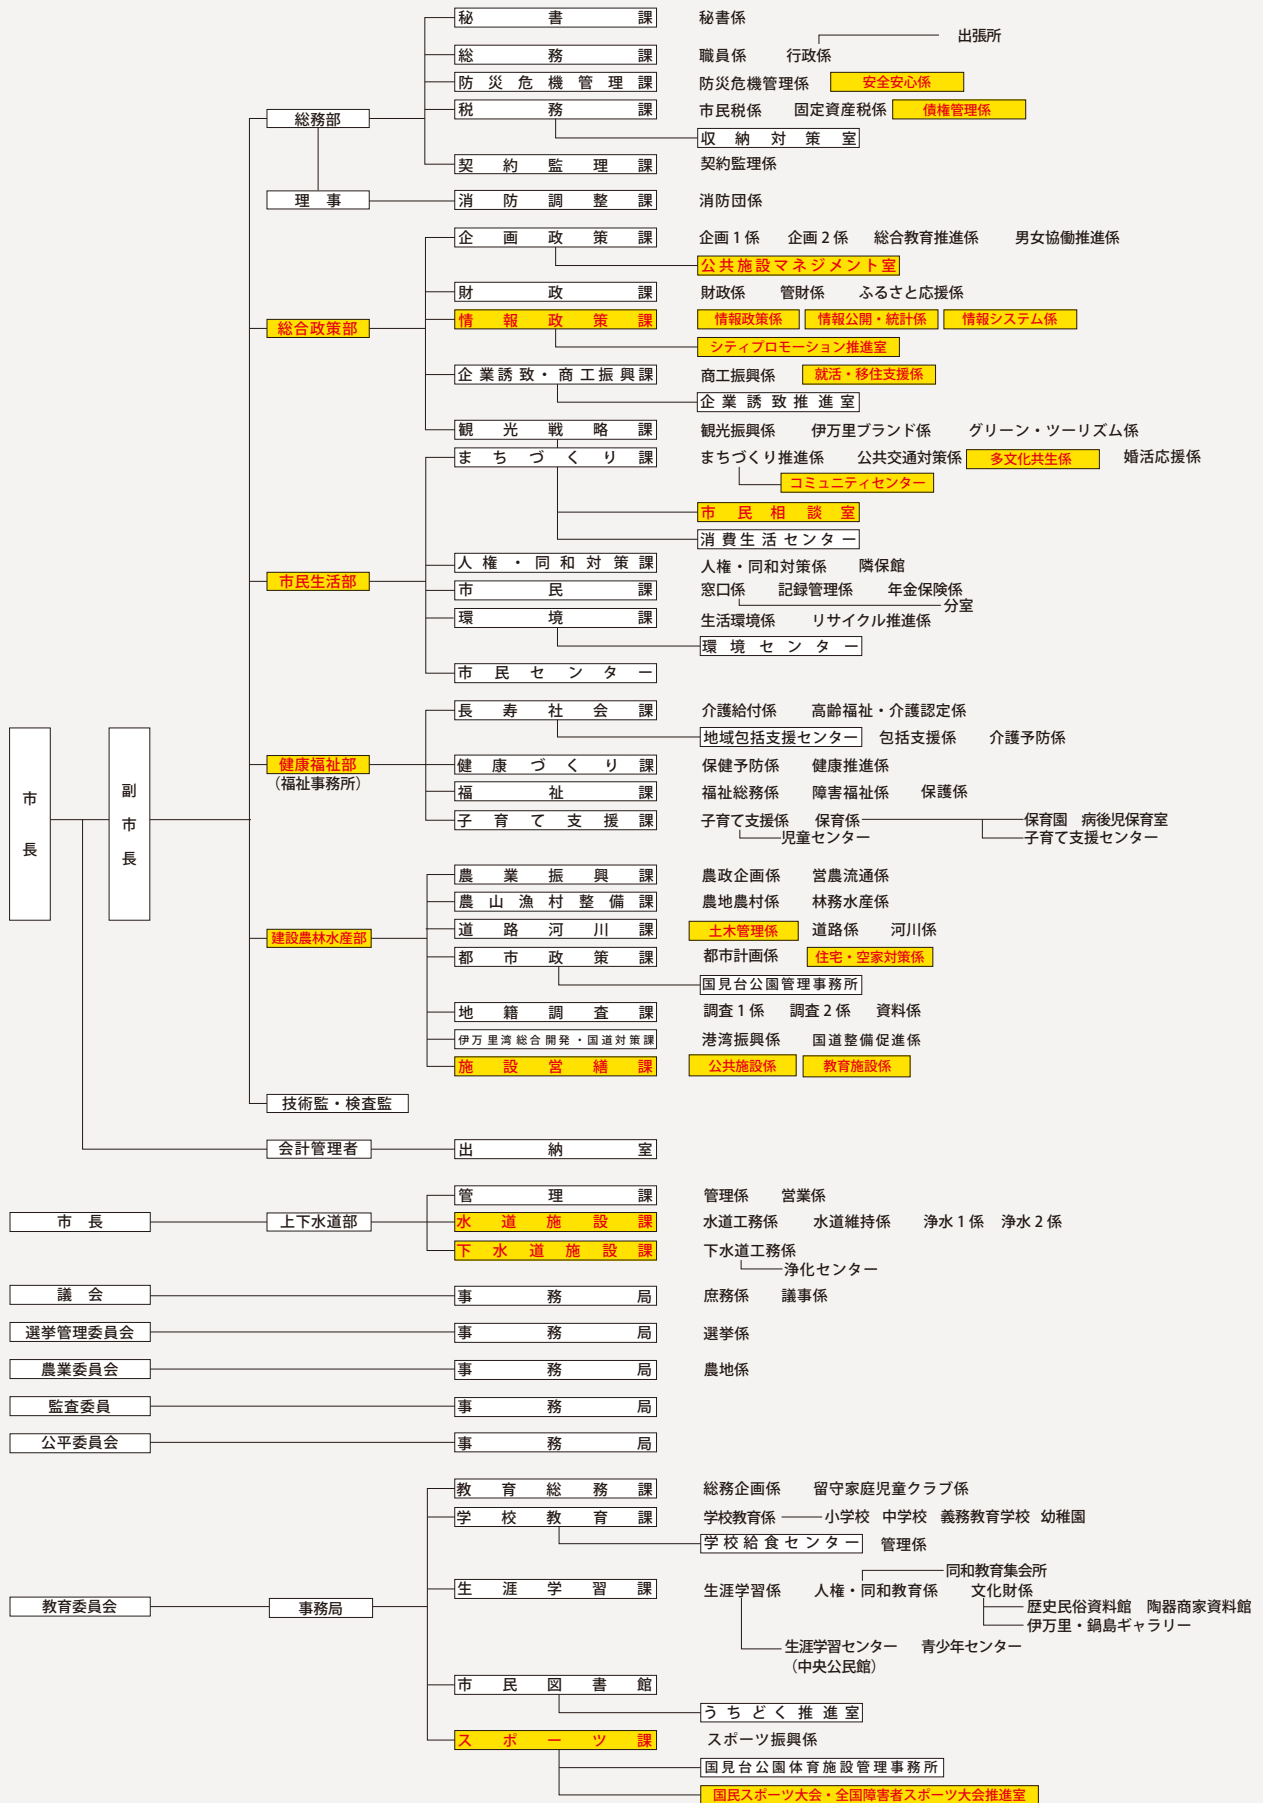 秘書課 秘書係
出張所
総務課 職員係 行政係
防災危機管理課 防災危機管理係 安全安心係
税務課 市民税係 固定資産税係 債権管理係
総務部
収納対策室
契約監理課 契約監理係
理事 消防調整課 消防団係
企画政策課 企画1係 企画2係 総合教育推進係 男女協働推進係
公共施設マネジメント室
財政課 財政係 管財係 ふるさと応援係
総合政策部 情報政策課 情報政策係 情報公開・統計係 情報システム係
シティプロモーション推進室
企業誘致・商工振興課 商工振興係 就活・移住支援係
企業誘致推進室
観光戦略課 観光振興係 伊万里ブランド係 グリーン・ツーリズム係
まちづくり課 まちづくり推進係 公共交通対策係 多文化共生係 婚活応援係
コミュニティセンター
市民相談室
消費生活センター
人権・同和対策課 人権・同和対策係 隣保館
市民生活部
市民課 窓口係 記録管理係 年金保険係
分室
環境課 生活環境係 リサイクル推進係
環境センター
市民センター
長寿社会課 介護給付係 高齢福祉・介護認定係
地域包括支援センター 包括支援係 介護予防係
健康福祉部 健康づくり課 保健予防係 健康推進係
（福祉事務所）
福祉課 福祉総務係 障害福祉係 保護係
市長 副市長
子育て支援課 子育て支援係 保育係 保育園 病後児保育室
児童センター 子育て支援センター
農業振興課 農政企画係 営農流通係
農山漁村整備課 農地農村係 林務水産係
道路河川課 土木管理係 道路係 河川係
建設農林水産部
都市政策課 都市計画係 住宅・空家対策係
国見台公園管理事務所
地籍調査課 調査1係 調査2係 資料係
伊万里湾総合開発・国道対策課 港湾振興係 国道整備促進係
施設営繕課 公共施設係 教育施設係
技術監・検査監
会計管理者 出納室
管理課 管理係 営業係
市長 上下水道部 水道施設課 水道工務係 水道維持係 浄水1係 浄水2係
下水道施設課 下水道工務係
浄化センター
議会 事務局 庶務係 議事係
選挙管理委員会 事務局 選挙係
農業委員会 事務局 農地係
監査委員 事務局
公平委員会 事務局
教育総務課 総務企画係 留守家庭児童クラブ係
学校教育課 学校教育係 小学校 中学校 義務教育学校 幼稚園
学校給食センター 管理係
同和教育集会所
生涯学習課 生涯学習係 人権・同和教育係 文化財係
教育委員会 事務局
歴史民俗資料館 陶器商家資料館
伊万里・鍋島ギャラリー
生涯学習センター 青少年センター
（中央公民館）
市民図書館
うちどく推進室
スポーツ課 スポーツ振興係
国見台公園体育施設管理事務所
国民スポーツ大会・全国障害者スポーツ大会推進室